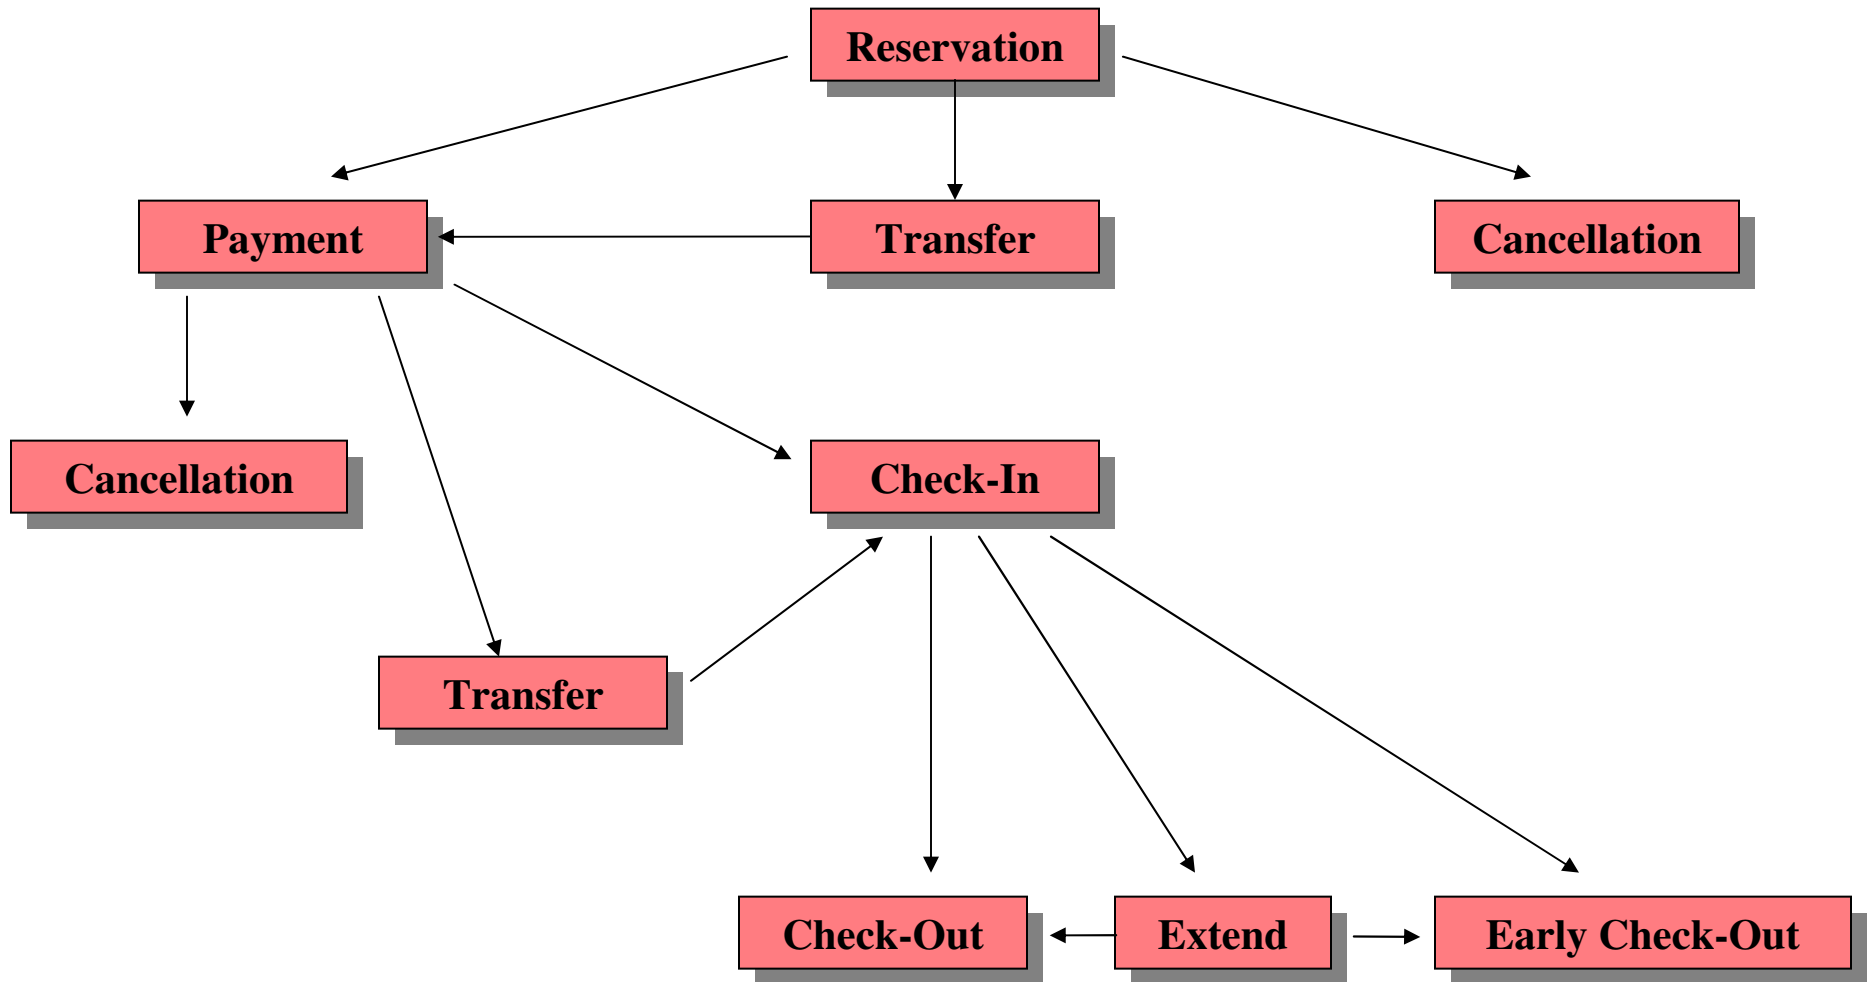 Reservation
Payment
Transfer
Cancellation
Cancellation
Check-In
Transfer
Check-Out
Extend
Early Check-Out